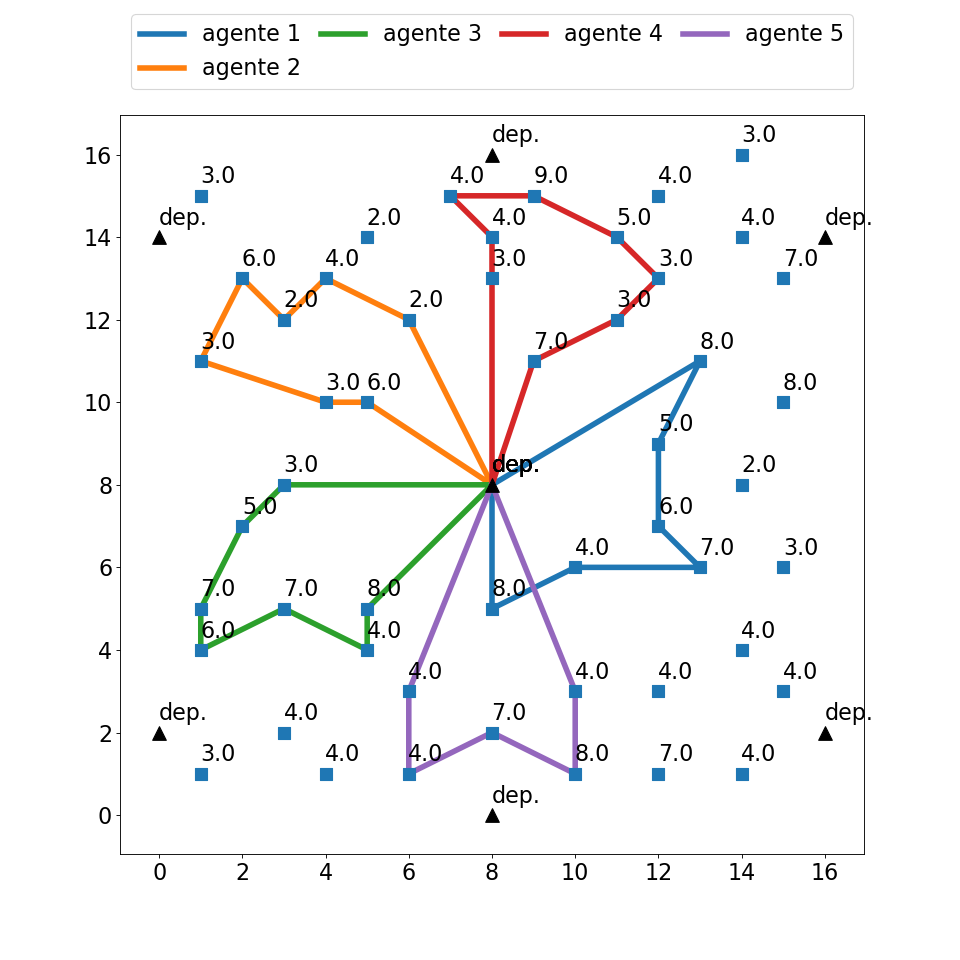 agente 1 agente 3 agente 4 agente 5
agente 2
dep. 3.0
16
3.0 4.0 9.0 4.0
dep. 2.0 4.0 5.0 4.0 dep.
14
6.0 4.0 3.0 3.0 7.0
2.0 2.0 3.0
12
3.0 7.0 8.0
3.0 6.0 8.0
10
5.0
3.0 dep. dep. 2.0
8
5.0 6.0
4.0 7.0 3.0
6
7.0 7.0 8.0 8.0
6.0 4.0 4.0
4
4.0 4.0 4.0 4.0
dep. 4.0 7.0 dep.
2
3.0 4.0 4.0 8.0 7.0 4.0
dep.
0
0 2 4 6 8 10 12 14 16